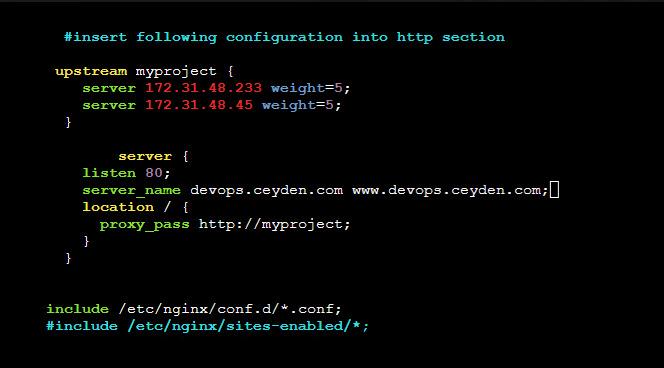 #insert following configuration into http section
upstream myproject {
server 172.31.48.233 weight=5;
server 172.31.48.45 weight=5;
}
server {
listen 80;
server_name devops.ceyden.com www.devops.ceyden.com;
location / {
proxy_pass http://myproject;
}
}
include /etc/nginx/conf.d/*.conf;
#include /etc/nginx/sites-enabled/*;